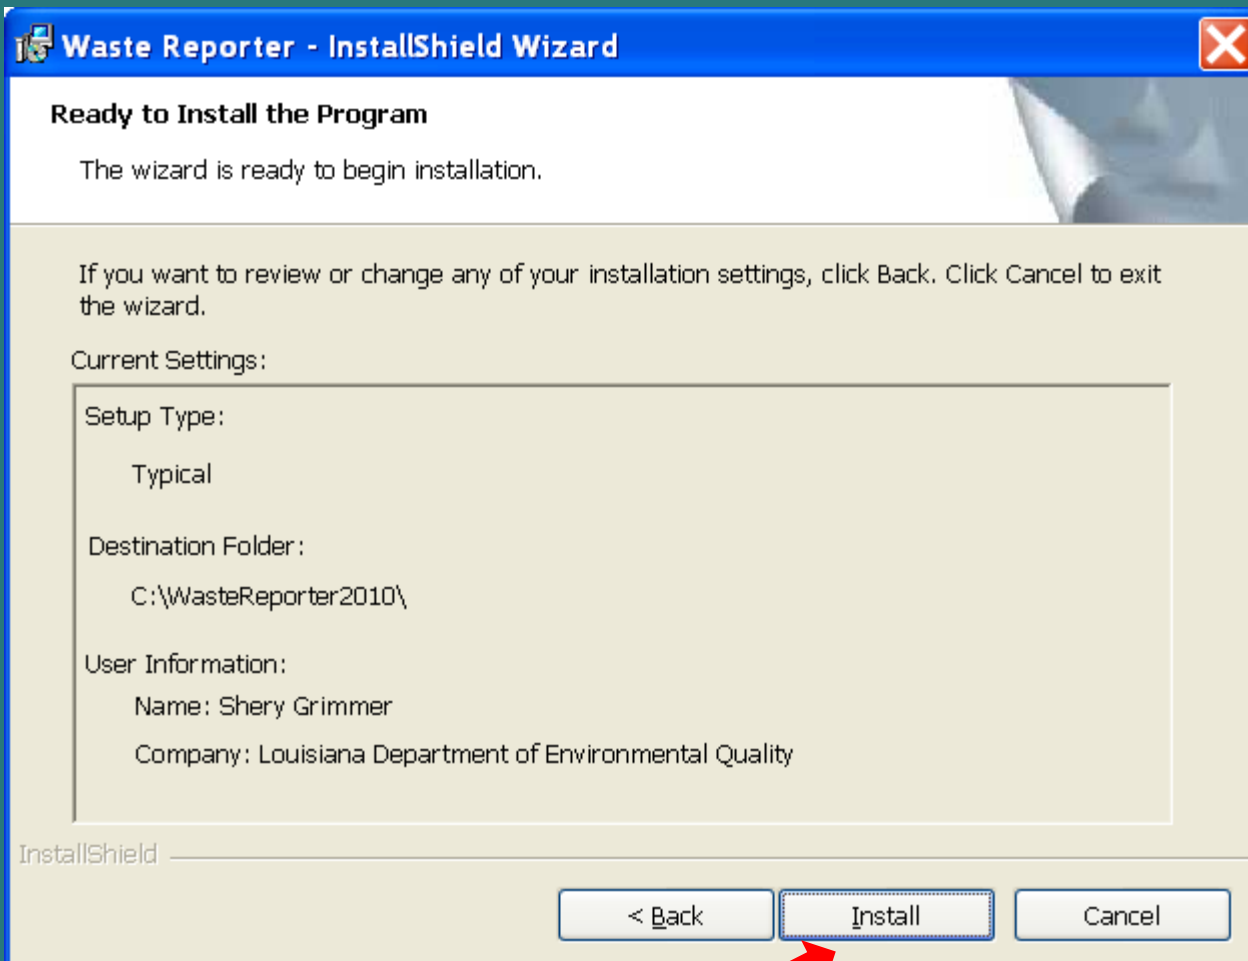 Waste Reporter - InstallShield Wizard
Ready to Install the Program
The wizard is ready to begin installation.
If you want to review or change any of your installation settings, click Back. Click Cancel to exit
the wizard.
Current Settings:
Setup Type:
Typical
Destination Folder:
C:\WasteReporter2010\
User Information:
Name: Shery Grimmer
Company: Louisiana Department of Environmental Quality
InstallShield
< Back Install Cancel